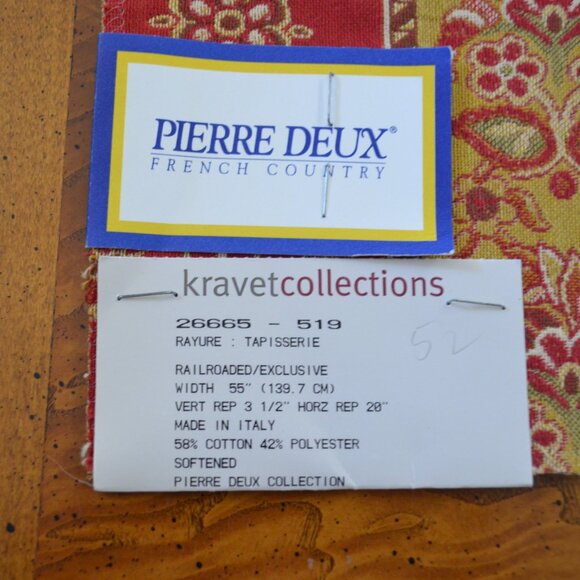 PIERRE DEUX®
FRENCH COUNTRY
kravetcollections
26665 - 519
RAYURE : TAPISSERIE
52
RAILROADED/EXCLUSIVE
WIDTH 55" (139.7 CM)
VERT REP 3 1/2" HORZ REP 20"
MADE IN ITALY
58% COTTON 42% POLYESTER
SOFTENED
PIERRE DEUX COLLECTION